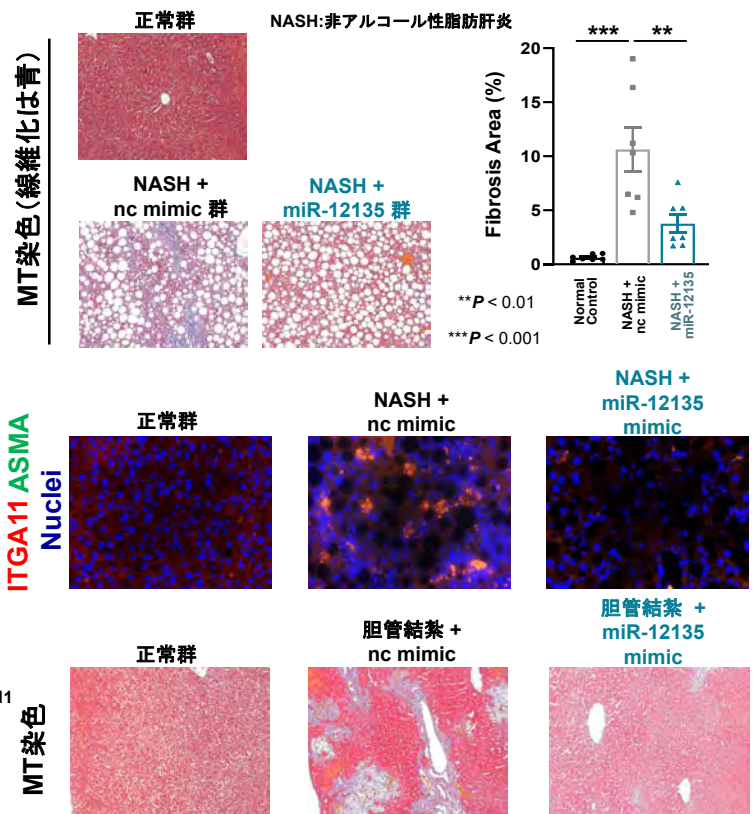 正常群
NASH:非アルコール性脂肪肝炎
MT染色(線維化は青)
NASH +
nc mimic 群
NASH +
miR-12135 群
Fibrosis Area (%)
20
15
10
5
0
***
**
Normal
Control
NASH +
nc mimic
NASH +
miR-12135
**P < 0.01
***P < 0.001
ITGA11 ASMA
Nuclei
正常群
NASH +
nc mimic
NASH +
miR-12135
mimic
11
MT染色
正常群
胆管結紮 +
nc mimic
胆管結紮 +
miR-12135
mimic